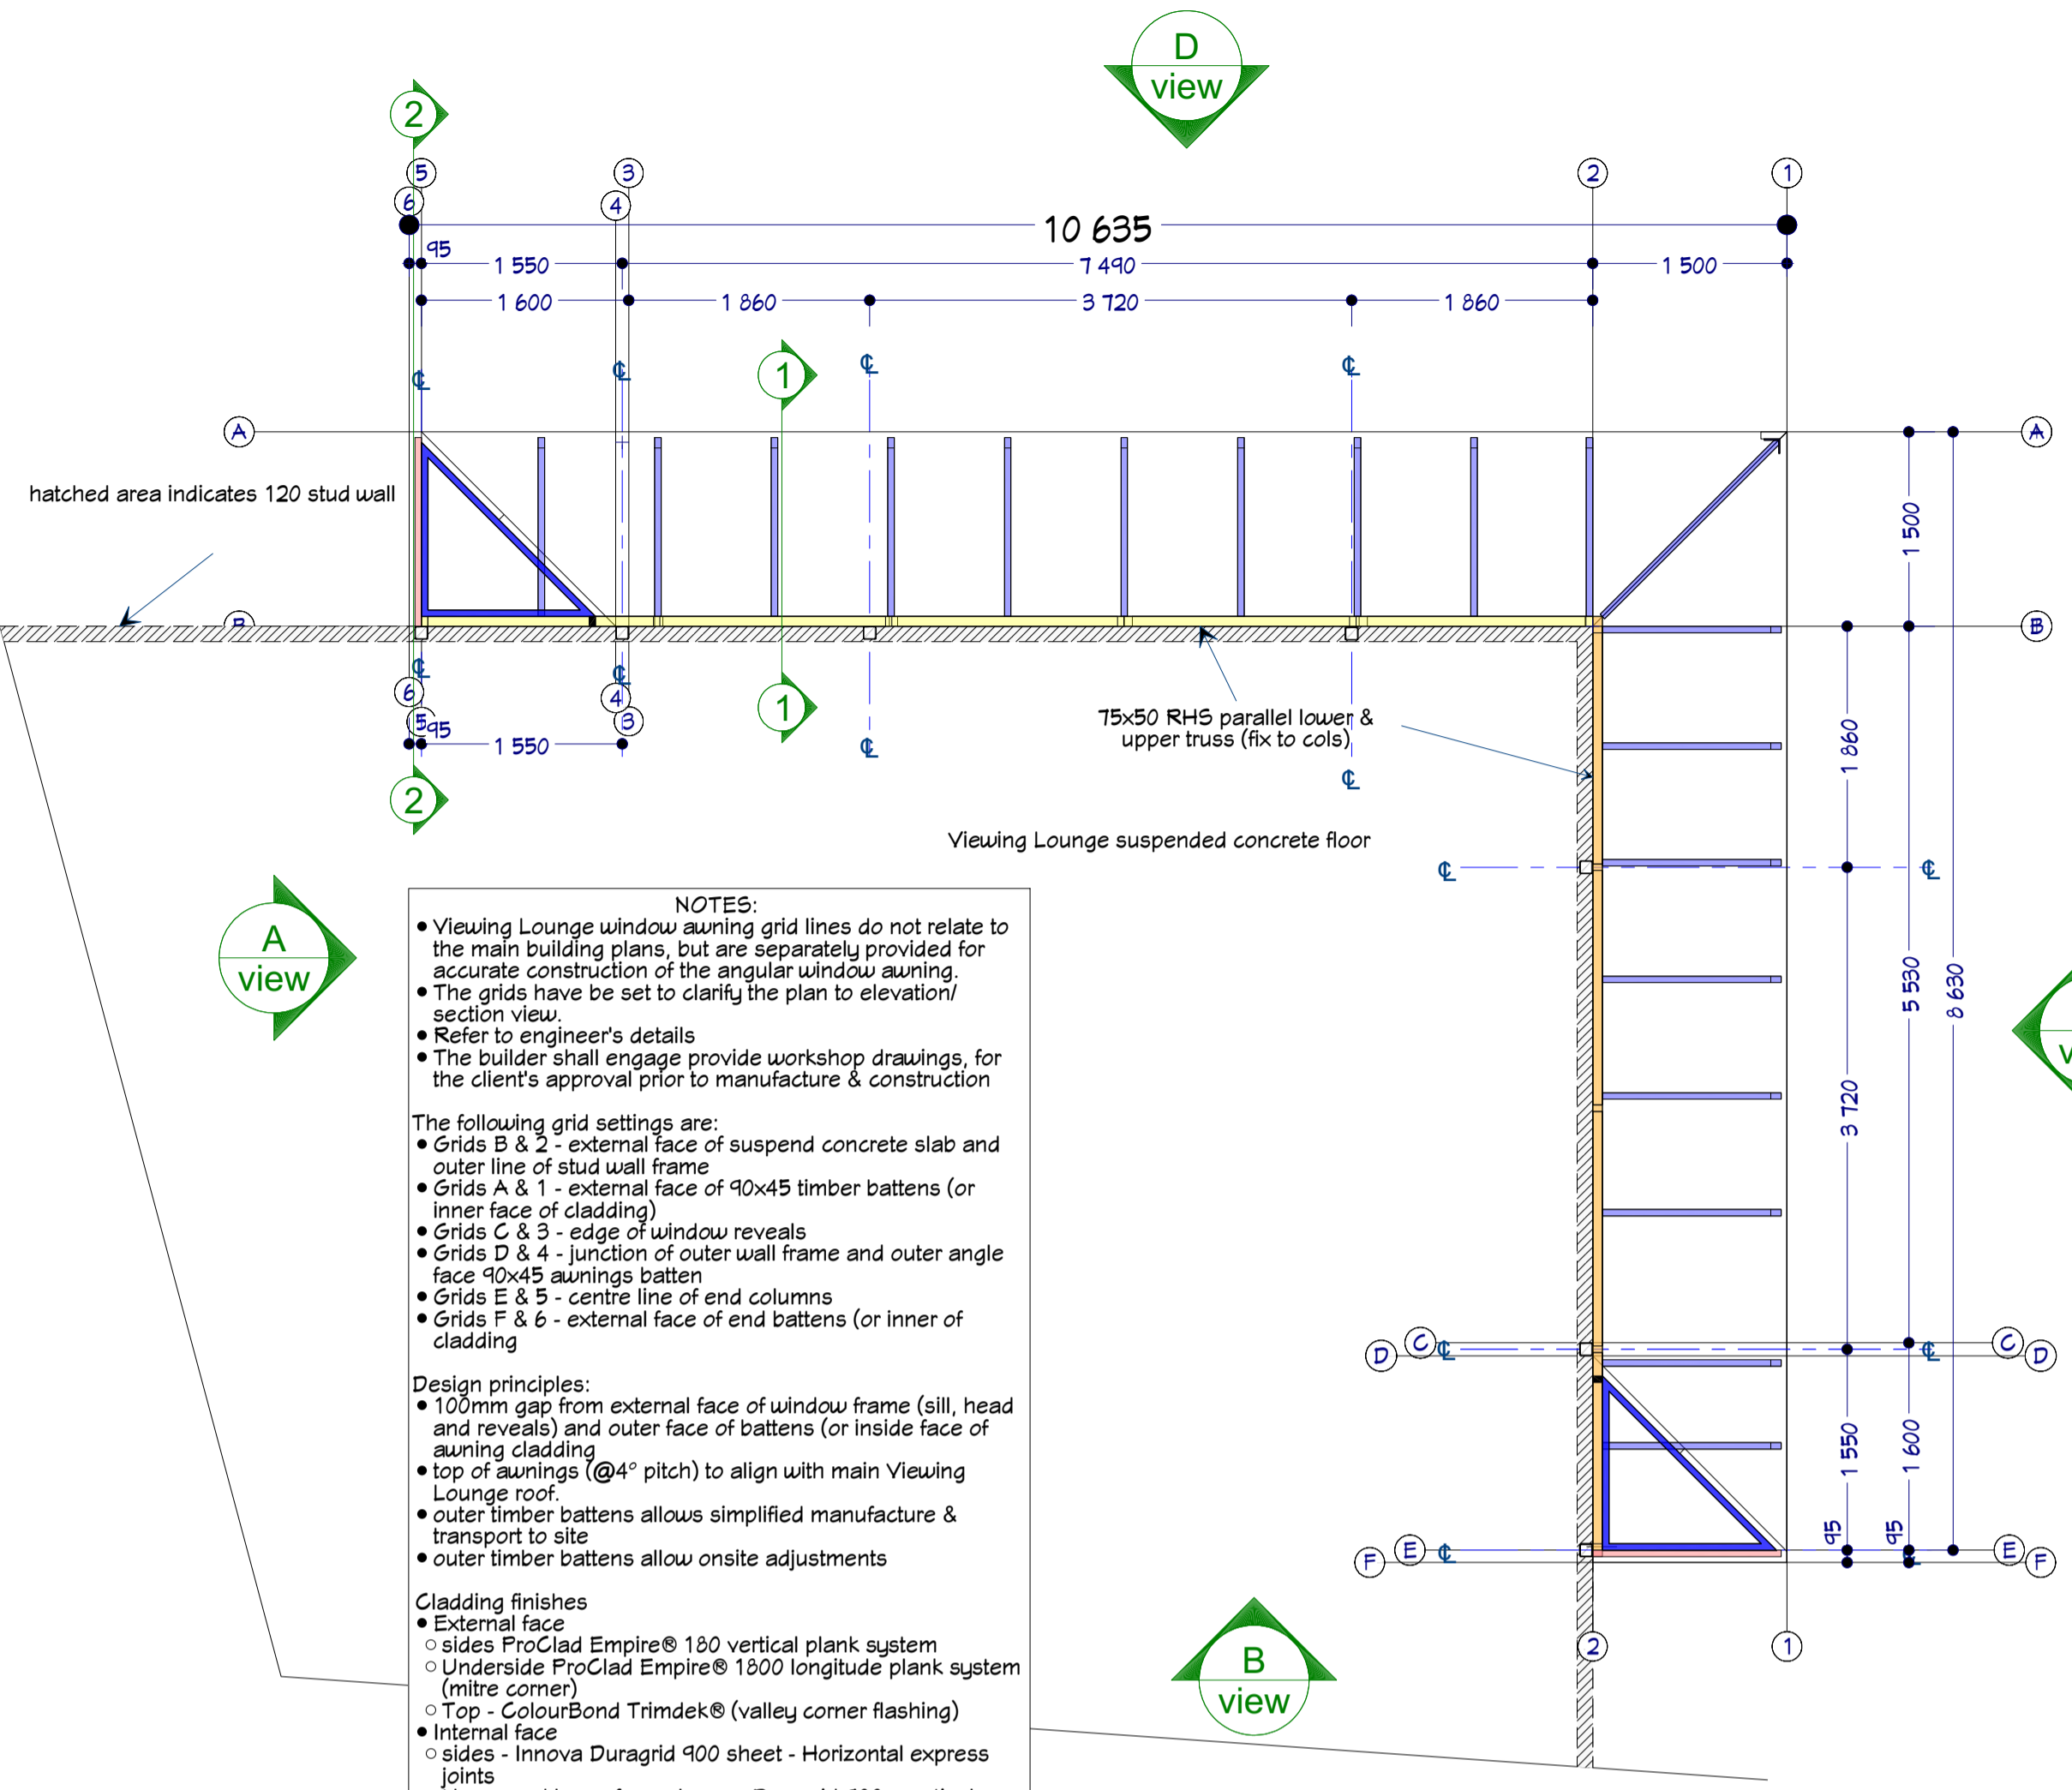 D
view
2
5
3
2
1
6
4
10 635
95
1 550
7 490
1 500
1 600
1 860
3 720
1 860
℄
℄
℄
℄
1
A
A
hatched area indicates 120 stud wall
1 500
B
B
℄
℄
6
4
1
5
3
95
1 550
℄
℄
2
75x50 RHS parallel lower &
upper truss (fix to cols)
1 860
Viewing Lounge suspended concrete floor
℄
℄
A
view
5 530
8 630
3 720
NOTES:
• Viewing Lounge window awning grid lines do not relate to
the main building plans, but are separately provided for
accurate construction of the angular window awning.
• The grids have be set to clarify the plan to elevation/
section view.
• Refer to engineer's details
• The builder shall engage provide workshop drawings, for
the client's approval prior to manufacture & construction
The following grid settings are:
• Grids B & 2 - external face of suspend concrete slab and
outer line of stud wall frame
• Grids A & 1 - external face of 90x45 timber battens (or
inner face of cladding)
• Grids C & 3 - edge of window reveals
• Grids D & 4 - junction of outer wall frame and outer angle
face 90x45 awnings batten
• Grids E & 5 - centre line of end columns
• Grids F & 6 - external face of end battens (or inner of
cladding
Design principles:
• 100mm gap from external face of window frame (sill, head
and reveals) and outer face of battens (or inside face of
awning cladding
• top of awnings (@4° pitch) to align with main Viewing
Lounge roof.
• outer timber battens allows simplified manufacture &
transport to site
• outer timber battens allow onsite adjustments
Cladding finishes
• External face
○ sides ProClad Empire® 180 vertical plank system
○ Underside ProClad Empire® 1800 longitude plank system
(mitre corner)
○ Top - ColourBond Trimdek® (valley corner flashing)
• Internal face
○ sides - Innova Duragrid 900 sheet - Horizontal express
joints
C
D
℄
℄
C
D
1 550
1 600
95
95
E
F
℄
E
F
2
1
B
view